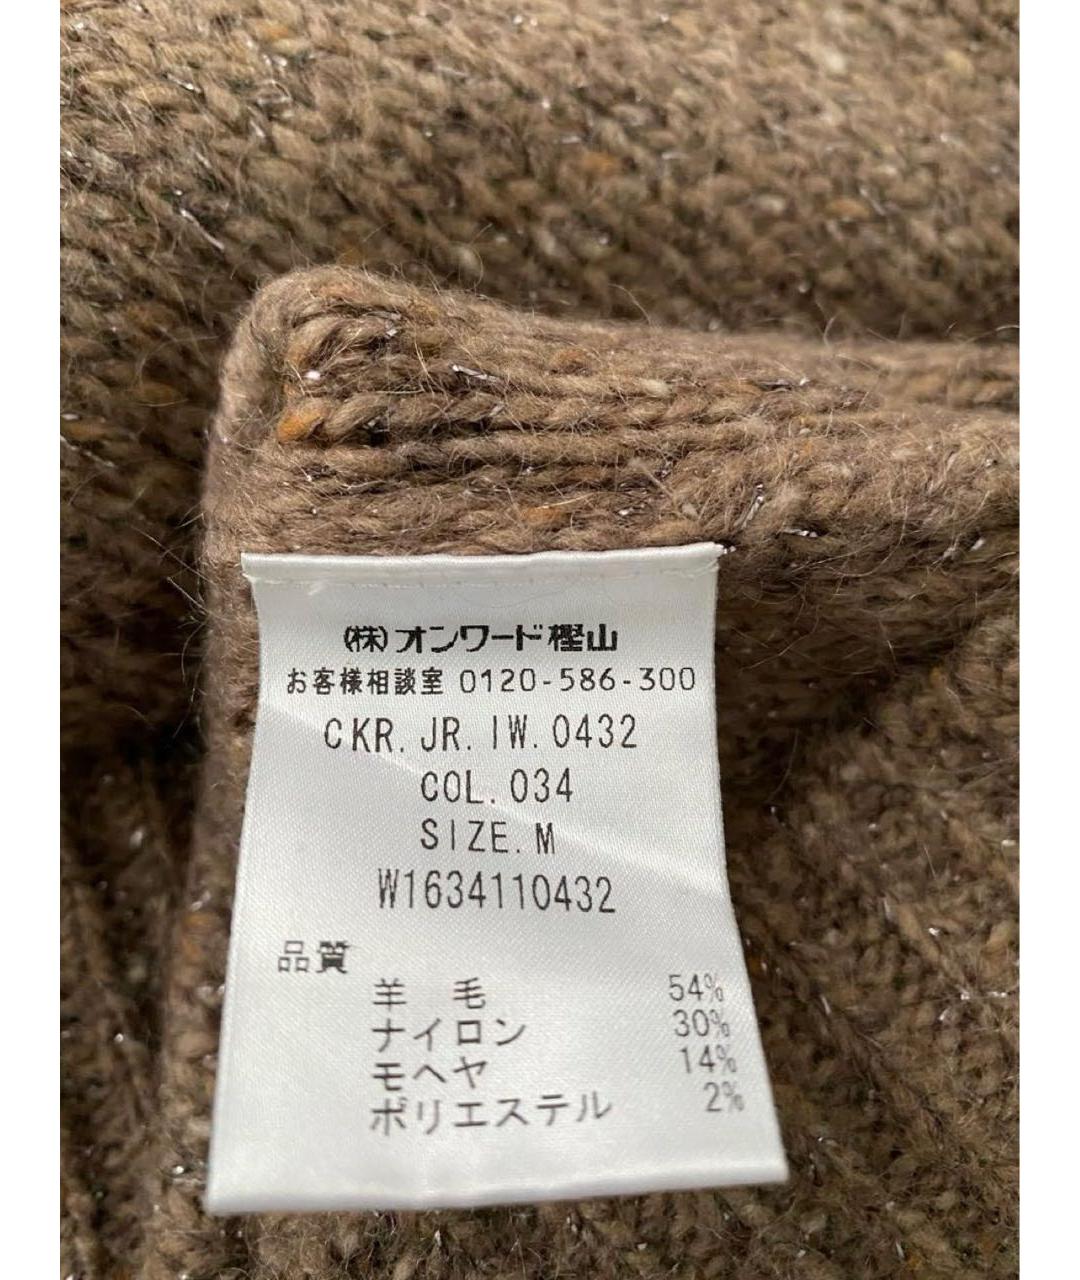 (株)オンワード樫山
お客様相談室 0120-586-300
CKR.JR.IW.0432
COL.034
SIZE.M
W1634110432
品質
羊 毛 54%
ナイロン 30%
モヘヤ 14%
ポリエステル 2%